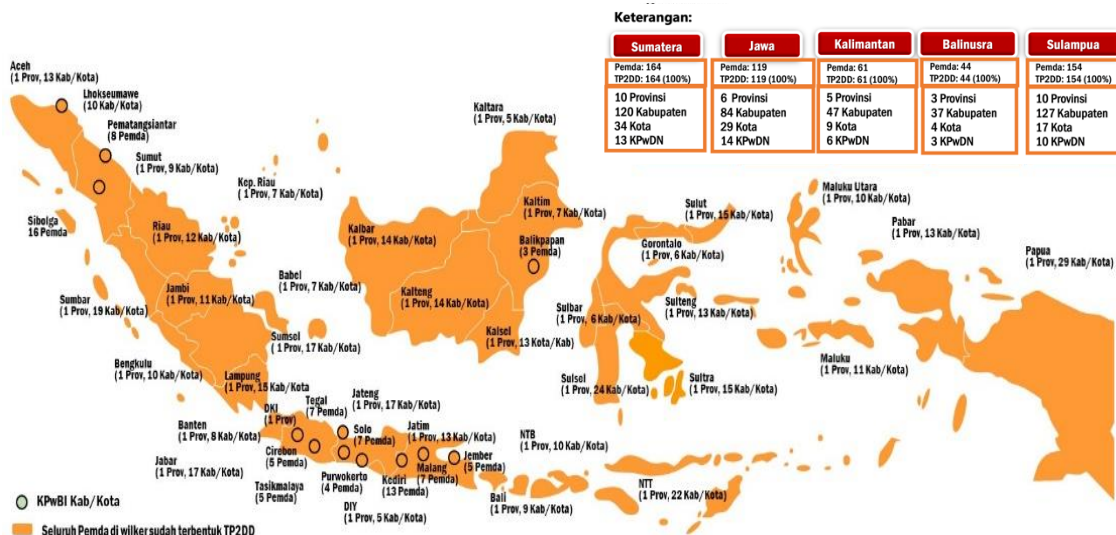 Keterangan:
Sumatera
Pemda: 164
TP2DD: 164 (100%)
10 Provinsi
120 Kabupaten
34 Kota
13 KPwDN
Jawa
Pemda: 119
TP2DD: 119 (100%)
6 Provinsi
84 Kabupaten
29 Kota
14 KPwDN
Kalimantan
Pemda: 61
TP2DD: 61 (100%)
5 Provinsi
47 Kabupaten
9 Kota
6 KPwDN
Balinusra
Pemda: 44
TP2DD: 44 (100%)
3 Provinsi
37 Kabupaten
4 Kota
3 KPwDN
Sulampua
Pemda: 154
TP2DD: 154 (100%)
10 Provinsi
127 Kabupaten
17 Kota
10 KPwDN
Aceh
(1 Prov, 13 Kab/Kota)
Lhokseumawe
(10 Kab/Kota)
Pematangsiantar
(8 Pemda)
Sumut
(1 Prov, 9 Kab/Kota)
Kep. Riau
( 1 Prov, 7 Kab/Kota)
Sibolga
16 Pemda
Riau
(1 Prov, 12 Kab/Kota)
Jambi
(1 Prov, 11 Kab/Kota)
Babel
(1 Prov, 7 Kab/Kota)
Sumbar
(1 Prov, 19 Kab/Kota)
Sumsel
( 1 Prov, 17 Kab/Kota)
Bengkulu
(1 Prov, 10 Kab/Kota)
Lampung
(1 Prov, 15 Kab/Kota
Kaltara
(1 Prov, 5 Kab/Kota)
Kaltim
(1 Prov, 7 Kab/Kota)
Kalbar
(1 Prov, 14 Kab/Kota)
Balikpapan
(3 Pemda)
Kalteng
(1 Prov, 14 Kab/Kota)
Kalsel
(1 Prov, 13 Kota/Kab)
Sulut
(1 Prov, 15 Kab/Kota)
Gorontalo
(1 Prov, 6 Kab/Kota)
Sulbar
(1 Prov, 6 Kab/Kota)
Sulteng
(1 Prov, 13 Kab/Kota)
Sulsel
(1 Prov, 24 Kab/Kota)
Sultra
(1 Prov, 15 Kab/Kota)
Maluku Utara
(1 Prov, 10 Kab/Kota)
Pabar
(1 Prov, 13 Kab/Kota)
Papua
(1 Prov, 29 Kab/Kota)
Maluku
(1 Prov, 11 Kab/Kota)
DKI
(1 Prov)
Tegal
(7 Pemda)
Jateng
(1 Prov, 17 Kab/Kota)
Banten
(1 Prov, 8 Kab/Kota)
Solo
(7 Pemda)
Jatim
(1 Prov, 13 Kab/Kota)
Jabar
(1 Prov, 17 Kab/Kota)
Cirebon
(5 Pemda)
Tasikmalaya
(5 Pemda)
Purwokerto
(4 Pemda)
Kediri
(13 Pemda)
Malang
(7 Pemda)
Jember
(5 Pemda)
DIY
(1 Prov, 5 Kab/Kota)
Bali
(1 Prov, 9 Kab/Kota)
NTB
(1 Prov, 10 Kab/Kota)
NTT
(1 Prov, 22 Kab/Kota)
KPwBI Kab/Kota
Seluruh Pemda di wilker sudah terbentuk TP2DD